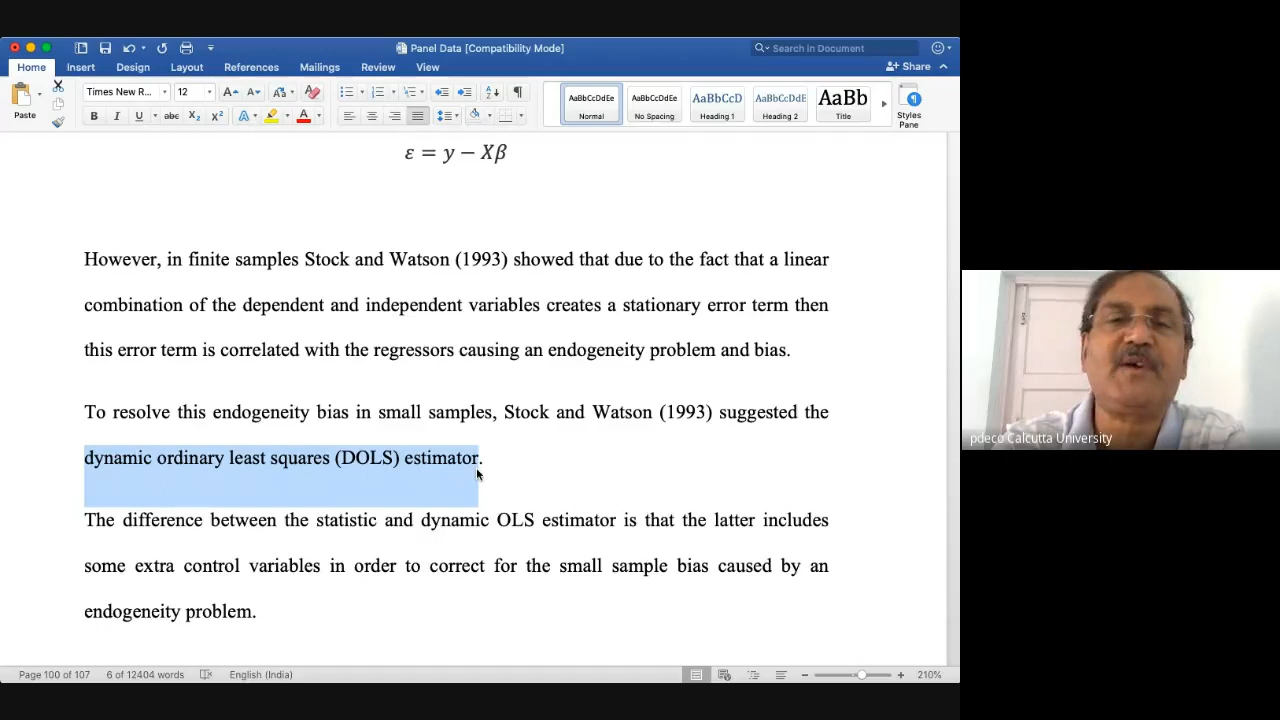 Panel Data [Compatibility Mode]
Search in Document
Home Insert Design Layout References Mailings Review View
Share
Paste
Times New R... 12
AaBbCcDdEe AaBbCcDdEe AaBbCcD AaBbCcDdE AaBb
Normal No Spacing Heading 1 Heading 2 Title
Styles
Pane
ε = y − Xβ
However, in finite samples Stock and Watson (1993) showed that due to the fact that a linear
combination of the dependent and independent variables creates a stationary error term then
this error term is correlated with the regressors causing an endogeneity problem and bias.
To resolve this endogeneity bias in small samples, Stock and Watson (1993) suggested the
dynamic ordinary least squares (DOLS) estimator.
The difference between the statistic and dynamic OLS estimator is that the latter includes
some extra control variables in order to correct for the small sample bias caused by an
endogeneity problem.
pdeco Calcutta University
Page 100 of 107 6 of 12404 words English (India) 210%